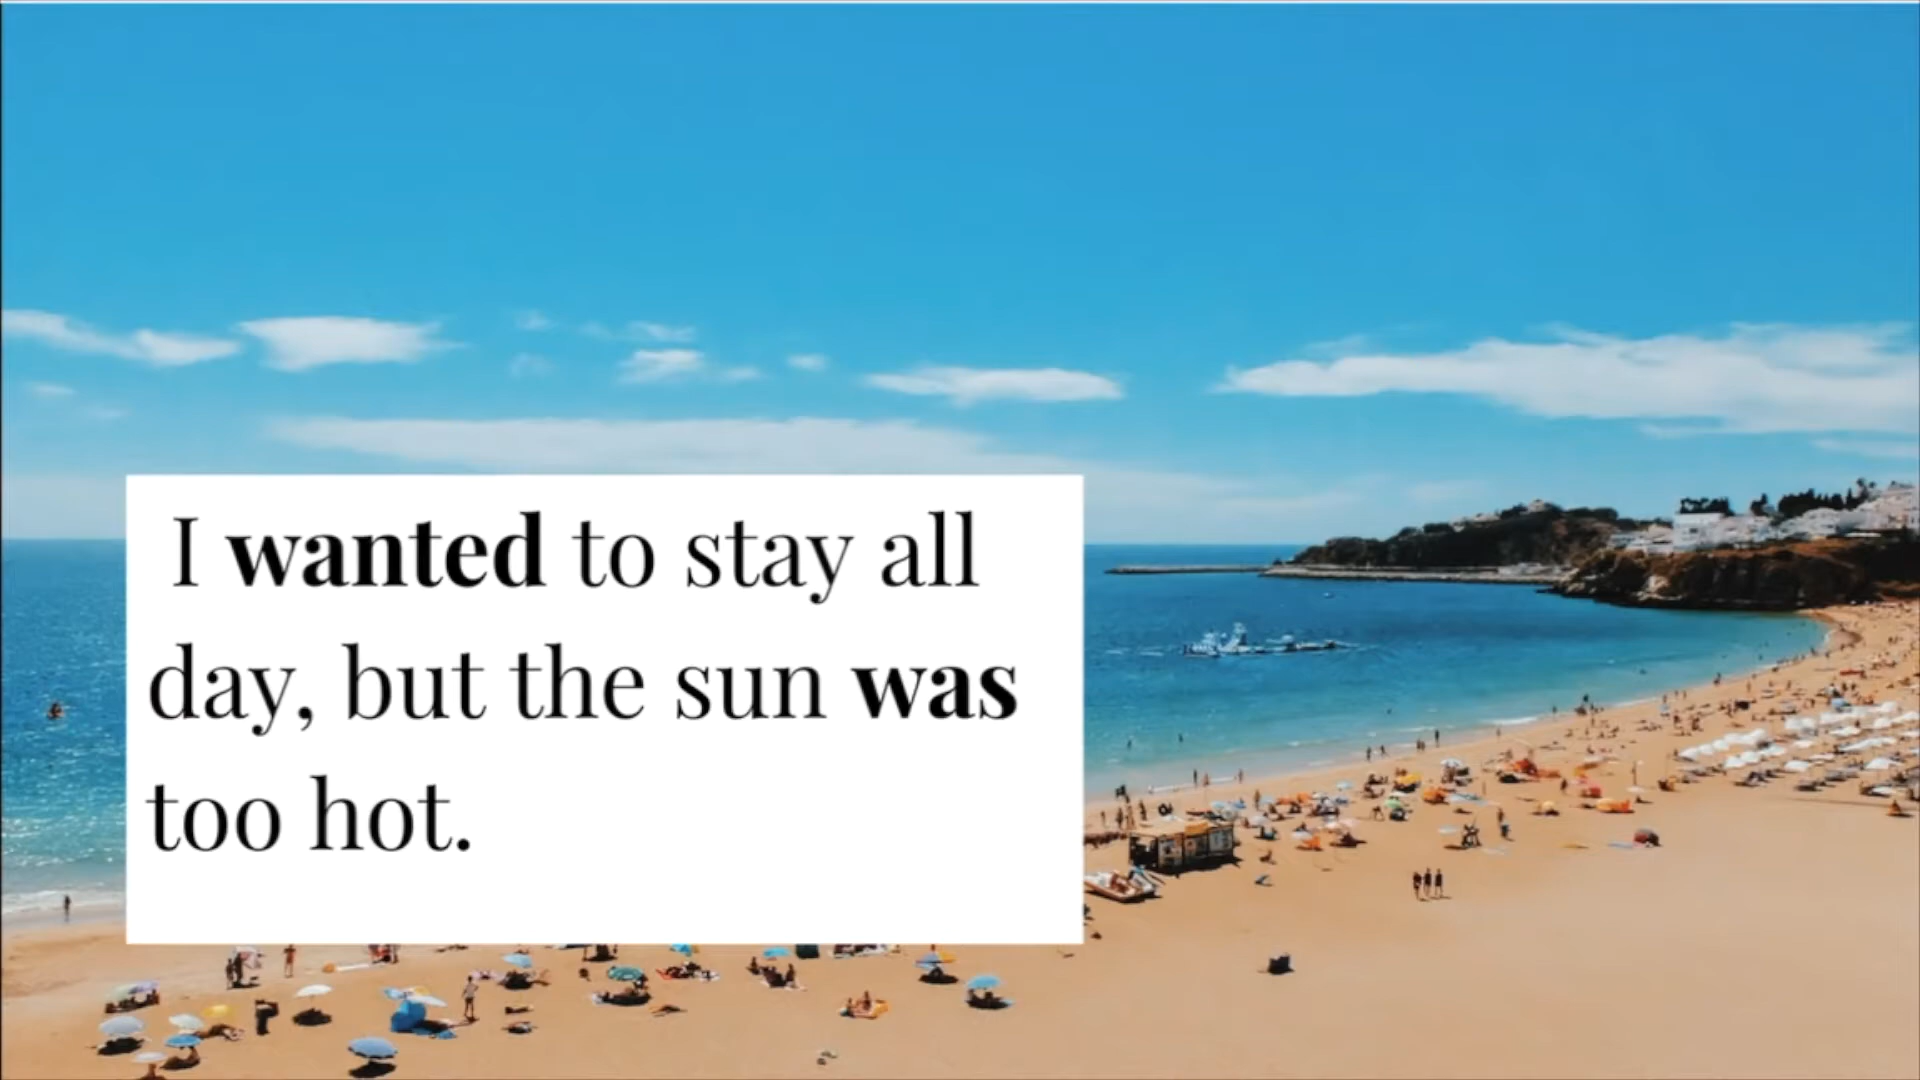 I wanted to stay all
day, but the sun was
too hot.